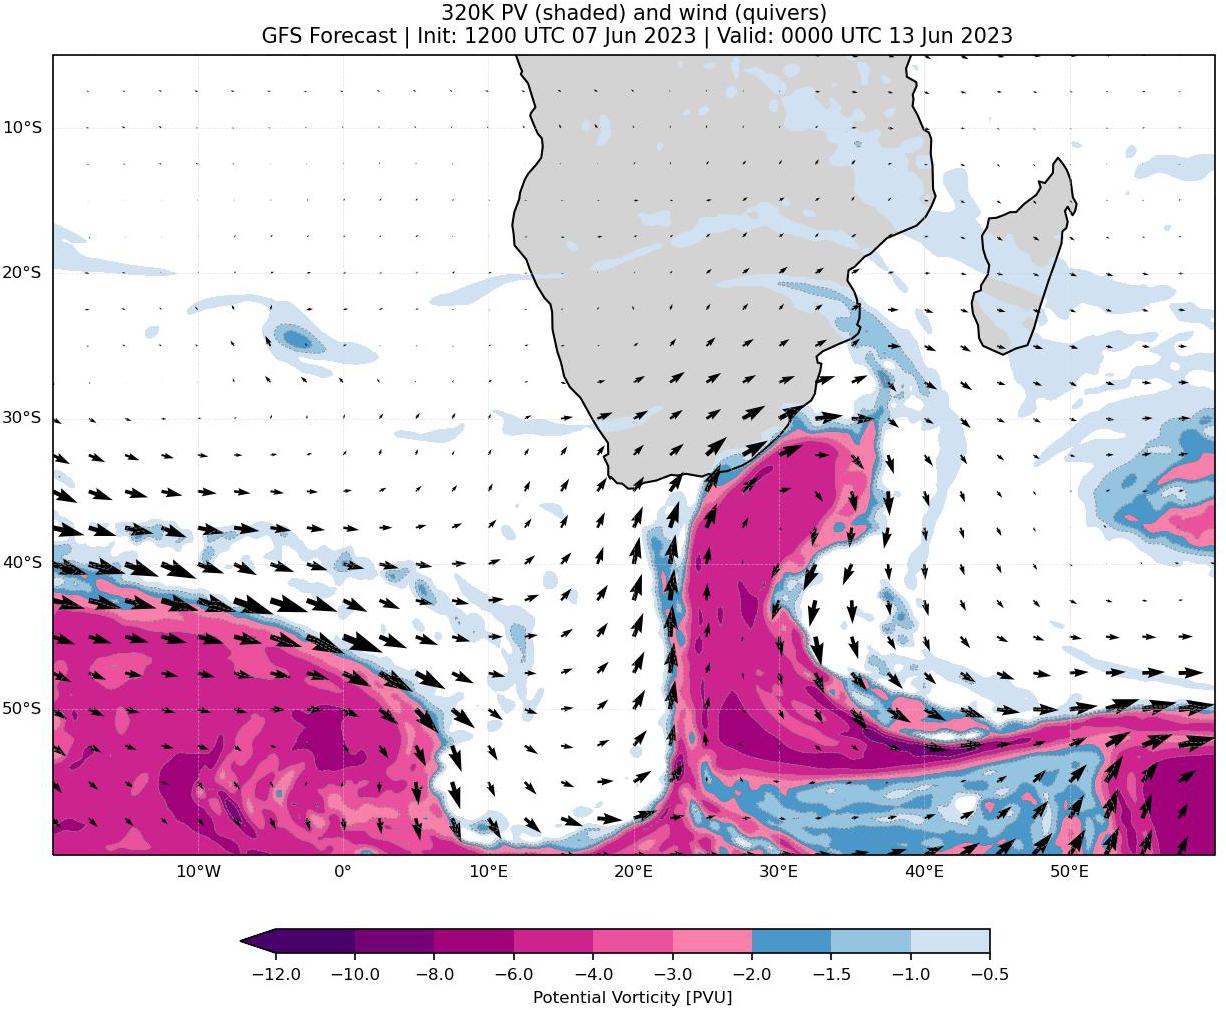 320K PV (shaded) and wind (quivers)
GFS Forecast | Init: 1200 UTC 07 Jun 2023 | Valid: 0000 UTC 13 Jun 2023
10°S
20°S
30°S
40°S
50°S
10°W 0° 10°E 20°E 30°E 40°E 50°E
−12.0 −10.0 −8.0 −6.0 −4.0 −3.0 −2.0 −1.5 −1.0 −0.5
Potential Vorticity [PVU]